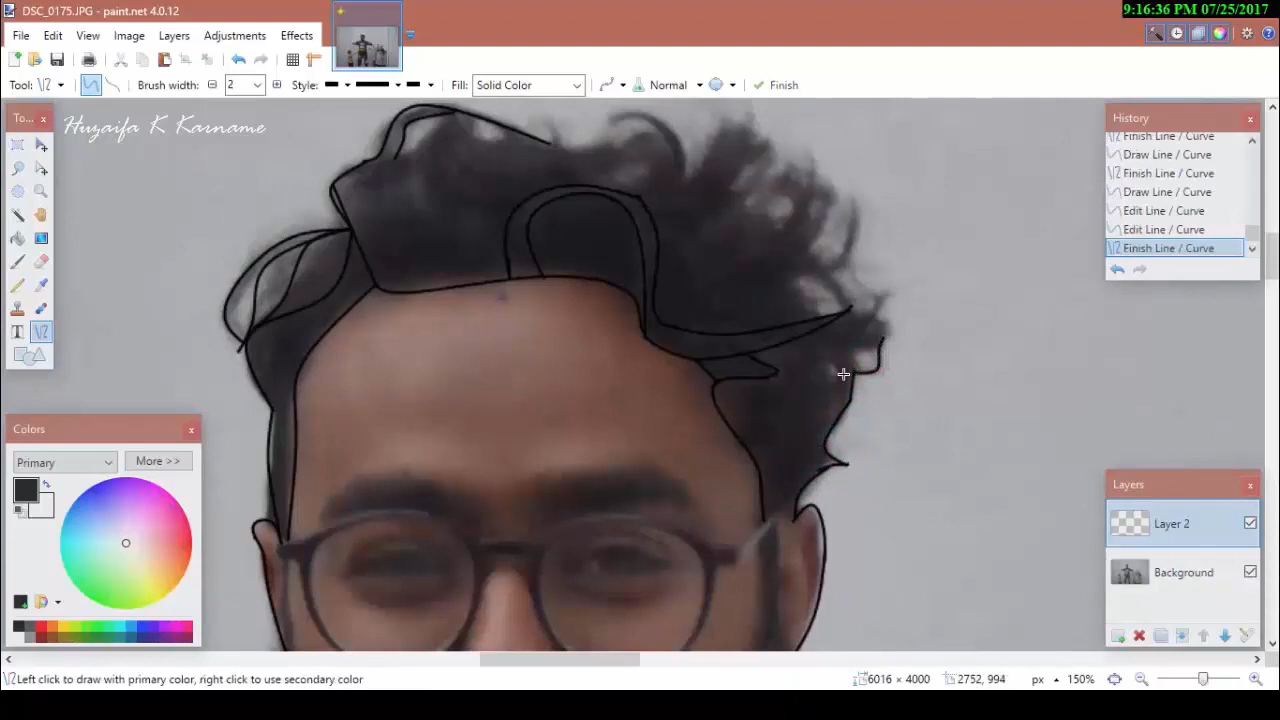 DSC_0175.JPG - paint.net 4.0.12
9:16:36 PM 07/25/2017
File Edit View Image Layers Adjustments Effects
Tool: Brush width: 2 Style: Fill: Solid Color Normal Finish
To... x
Huzaifa K Karname
History x
Finish Line / Curve
Draw Line / Curve
Finish Line / Curve
Draw Line / Curve
Edit Line / Curve
Edit Line / Curve
Finish Line / Curve
Colors x
Primary More >>
Layers x
Layer 2
Background
Left click to draw with primary color, right click to use secondary color 6016 × 4000 2752, 994 px 150%